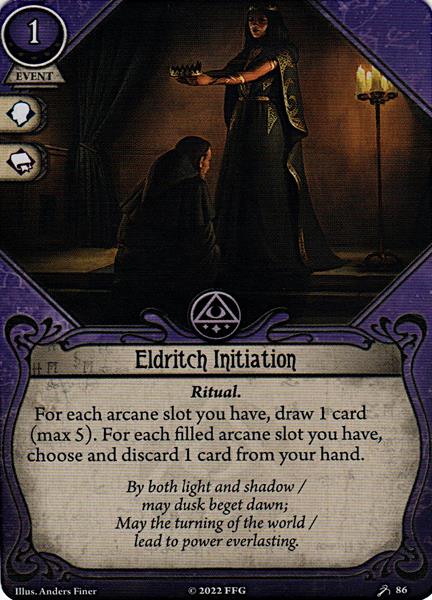 1
EVENT
Eldritch Initiation
Ritual.
For each arcane slot you have, draw 1 card
(max 5). For each filled arcane slot you have,
choose and discard 1 card from your hand.
By both light and shadow /
may dusk beget dawn;
May the turning of the world /
lead to power everlasting.
Illus. Anders Finer
© 2022 FFG
86